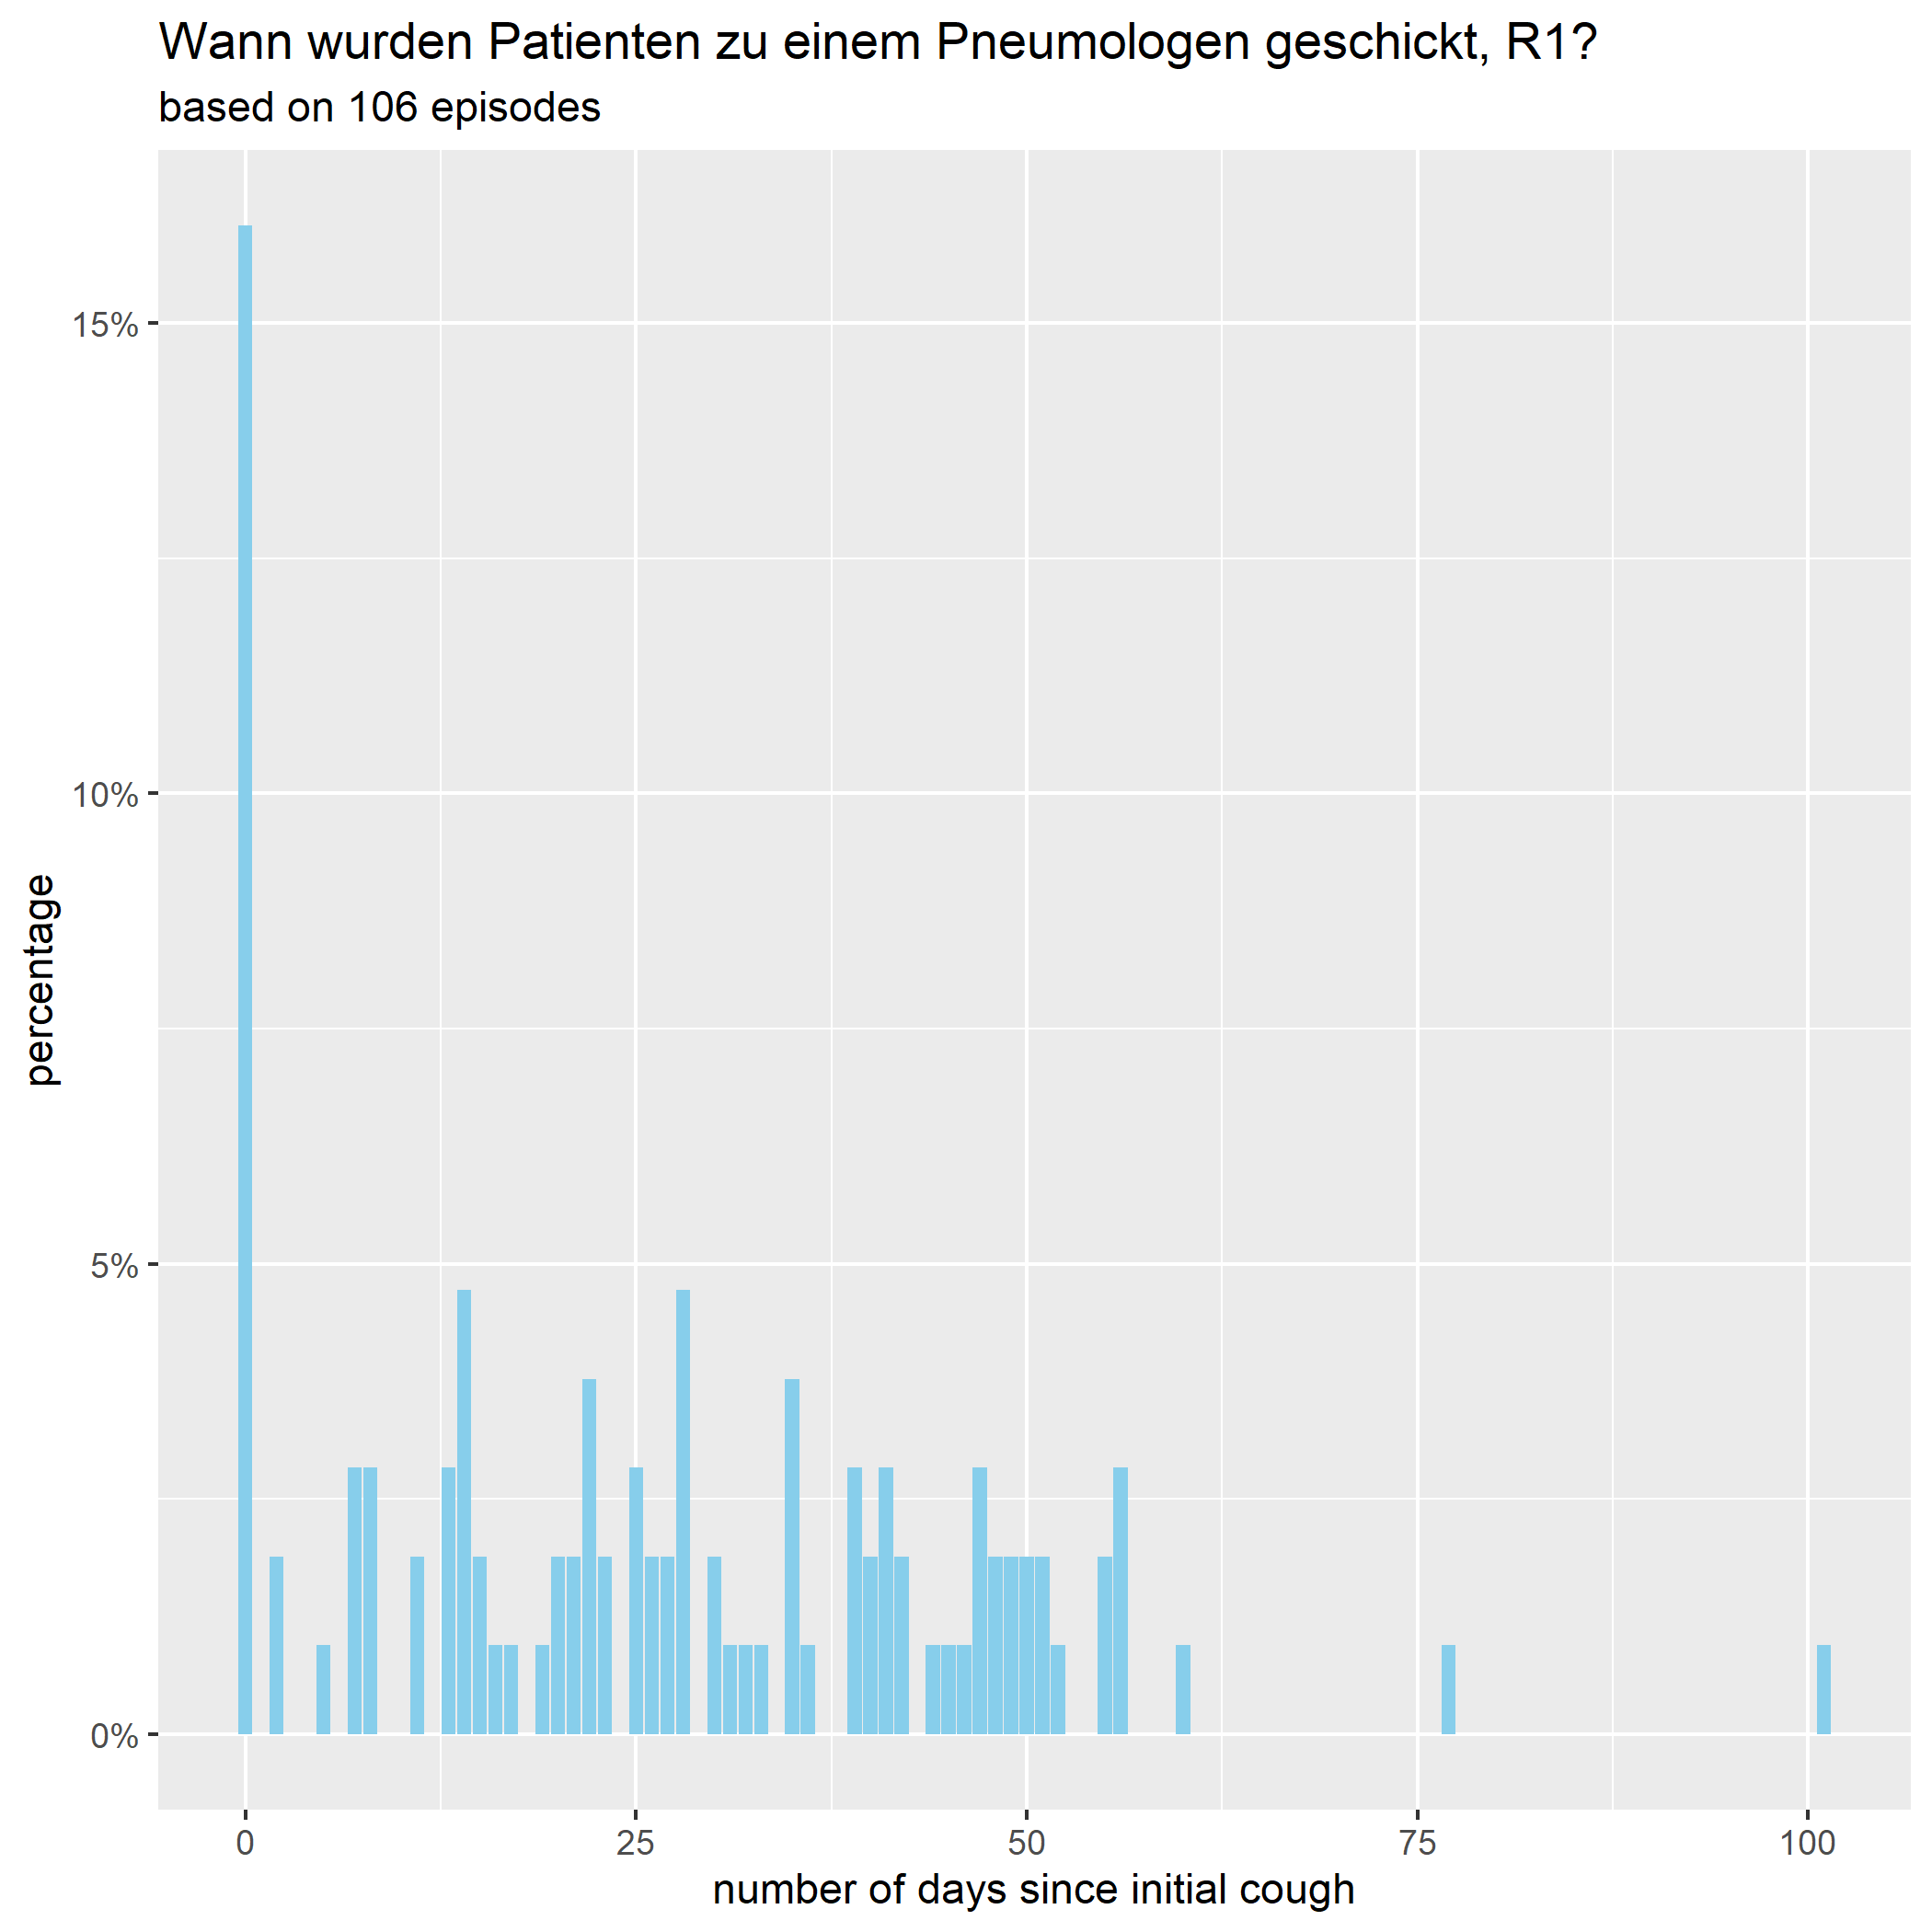 Wann wurden Patienten zu einem Pneumologen geschickt, R1?
based on 106 episodes
percentage
15%
10%
5%
0%
0 25 50 75 100
number of days since initial cough